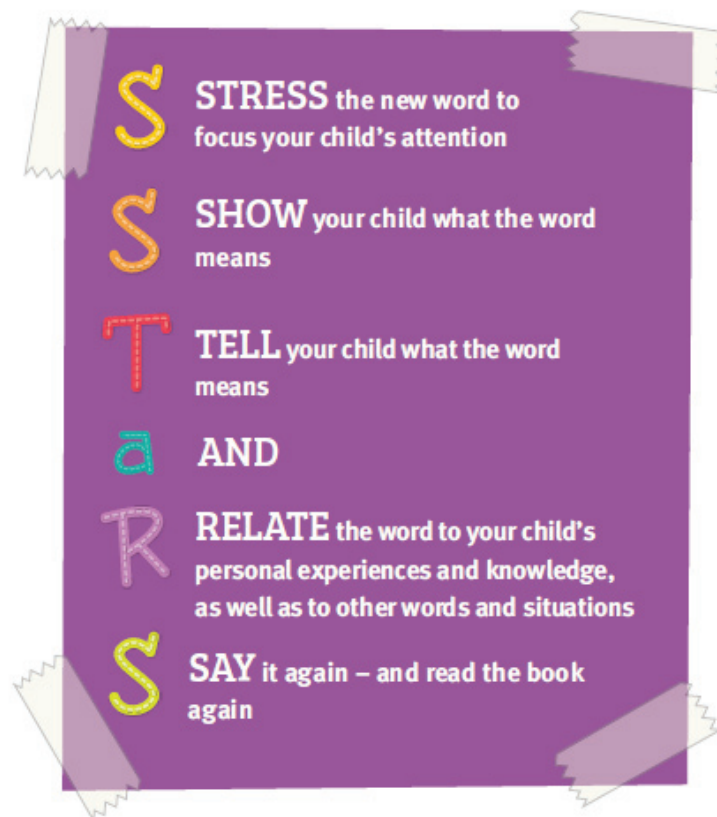 S STRESS the new word to
focus your child's attention
S SHOW your child what the word
means
T TELL your child what the word
means
a AND
R RELATE the word to your child's
personal experiences and knowledge,
as well as to other words and situations
S SAY it again – and read the book
again